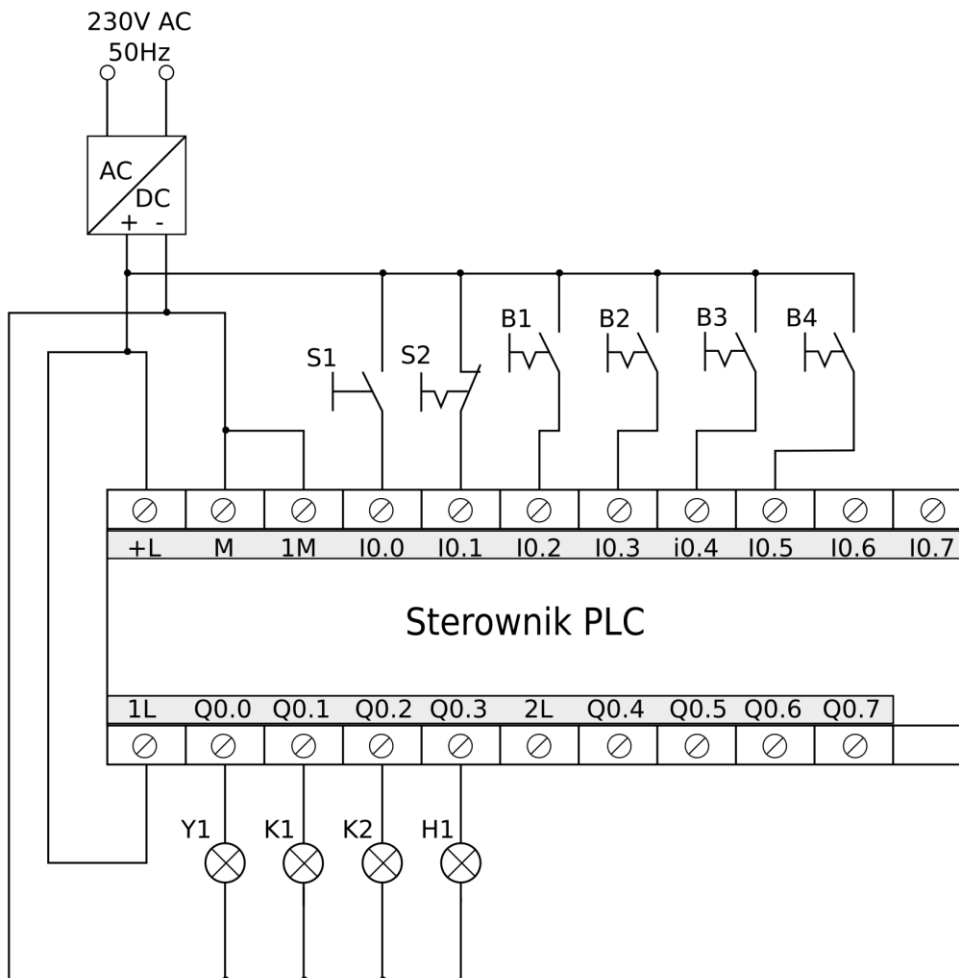 230V AC
50Hz
AC
DC
+ -
B1 B2 B3 B4
S1 S2
+L M 1M I0.0 I0.1 I0.2 I0.3 i0.4 I0.5 I0.6 I0.7
Sterownik PLC
1L Q0.0 Q0.1 Q0.2 Q0.3 2L Q0.4 Q0.5 Q0.6 Q0.7
Y1 K1 K2 H1